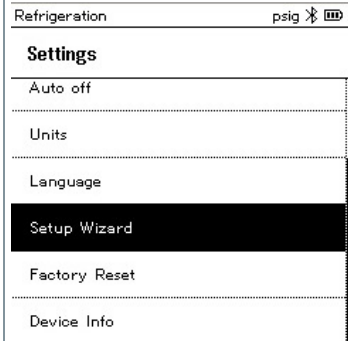 Refrigeration psig
Settings
Auto off
Units
Language
Setup Wizard
Factory Reset
Device Info